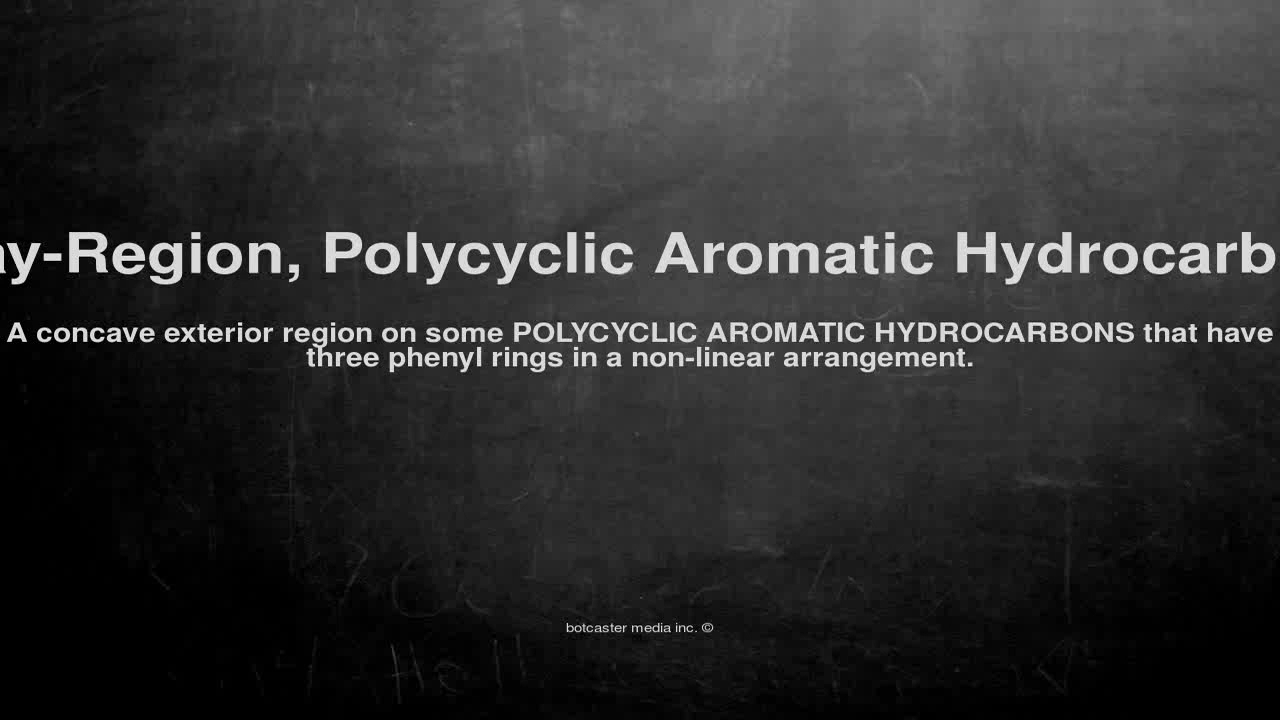 ay-Region, Polycyclic Aromatic Hydrocarb
A concave exterior region on some POLYCYCLIC AROMATIC HYDROCARBONS that have
three phenyl rings in a non-linear arrangement.
botcaster media inc. ©